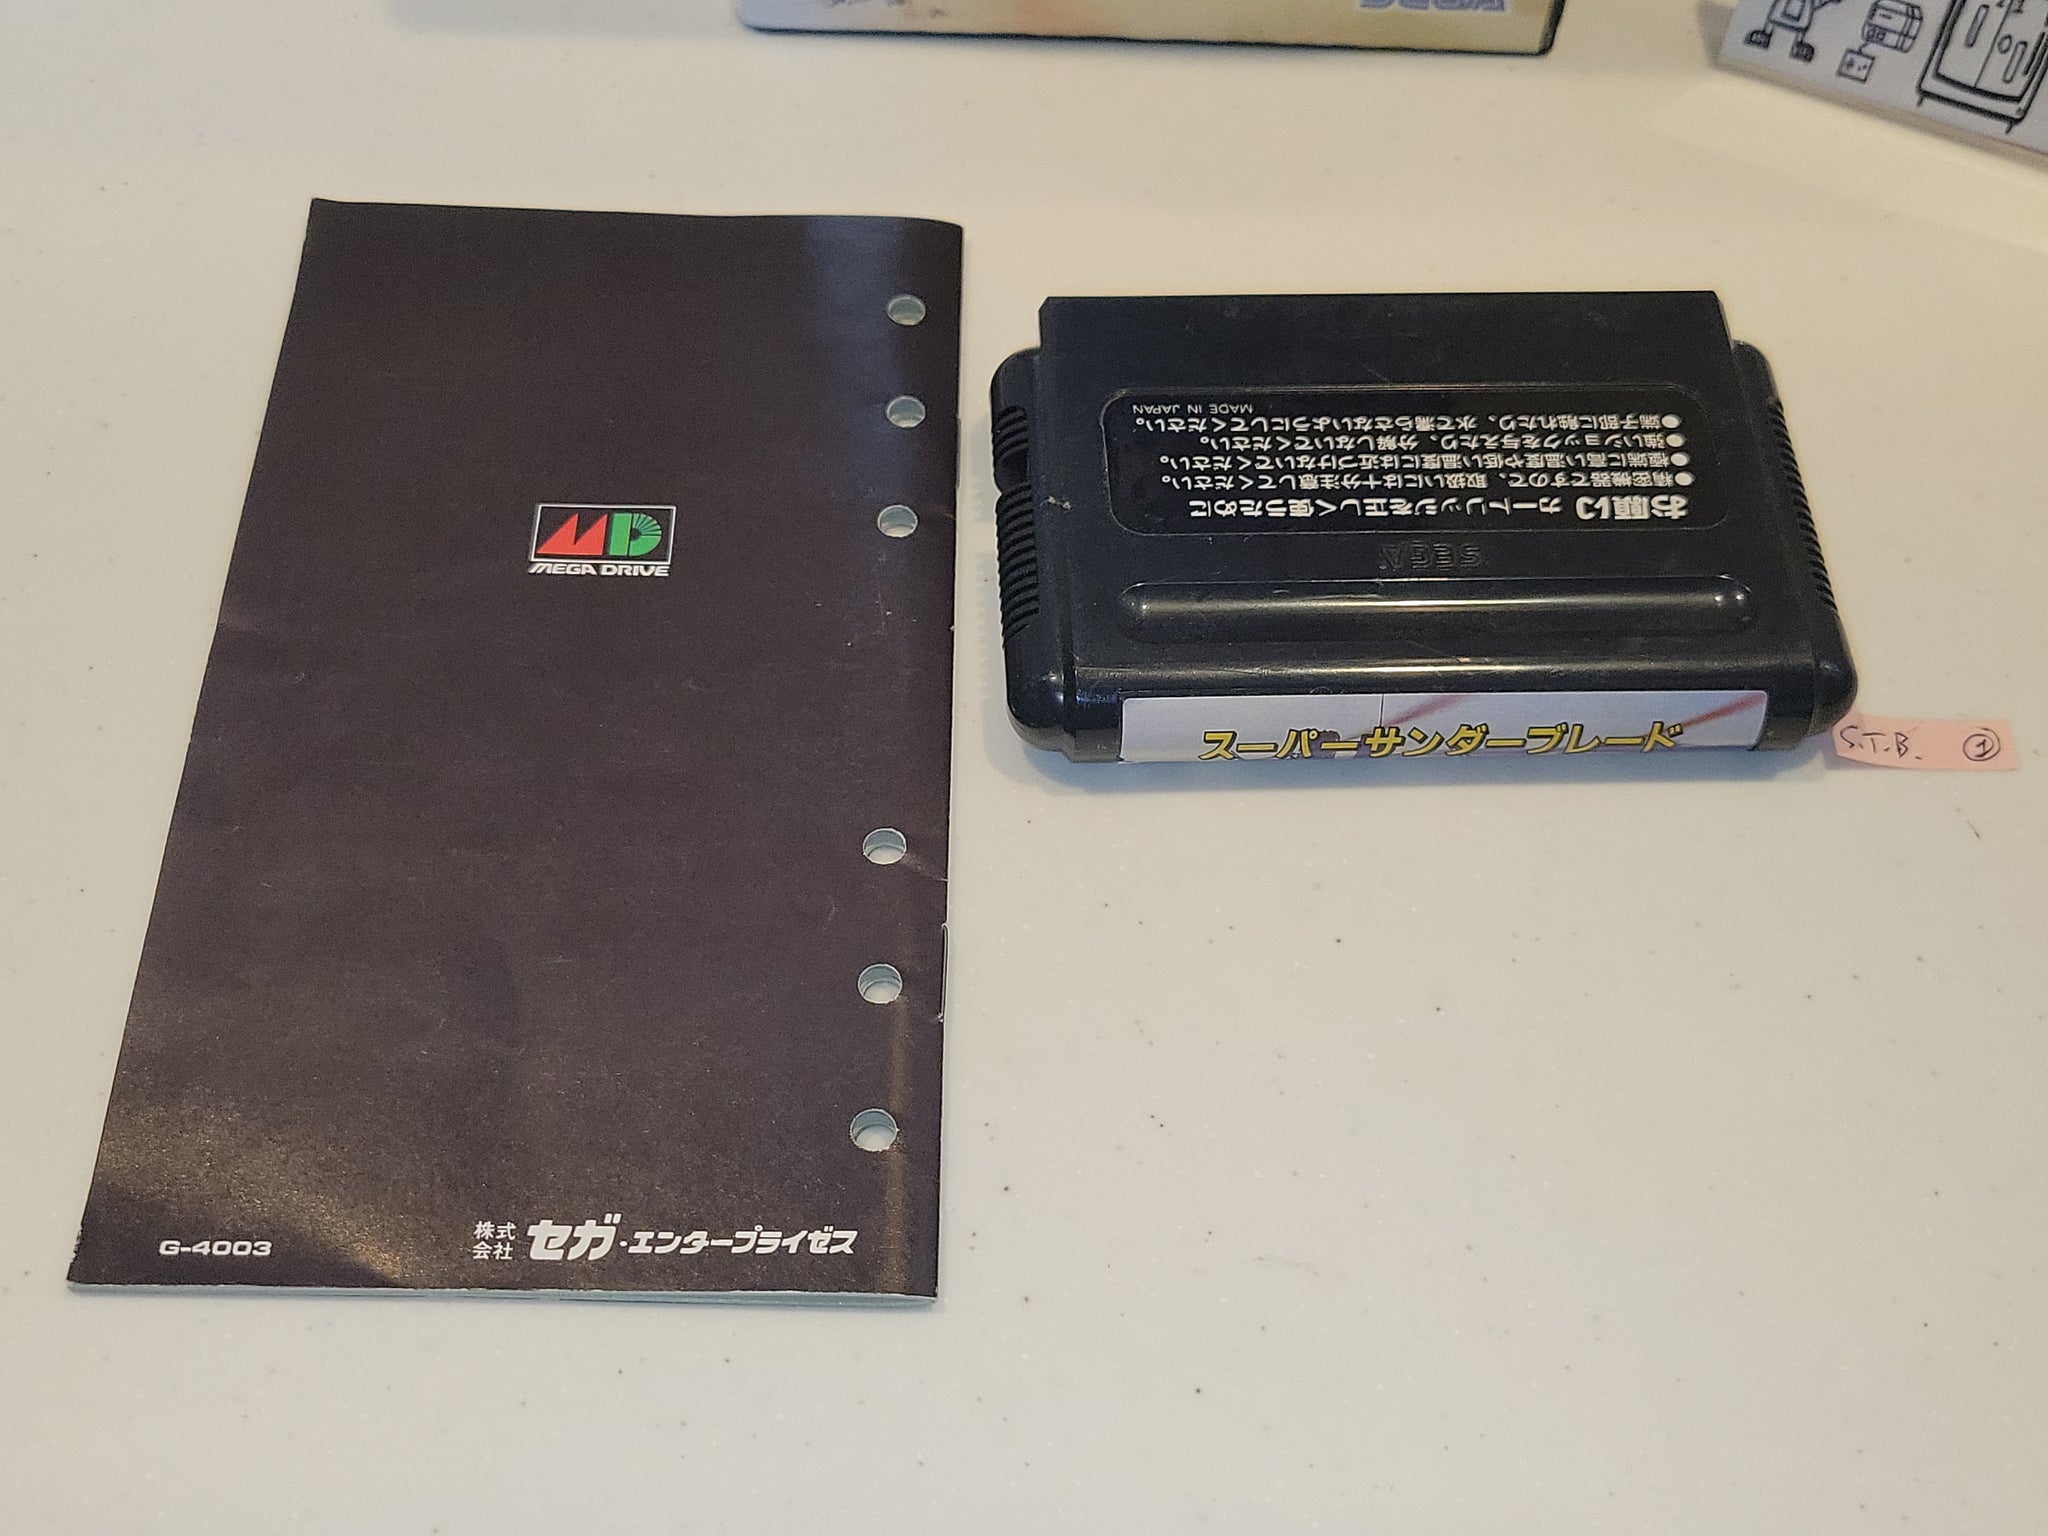 SEGA
MEGA DRIVE
G-4003
株式
会社
セガ・エンタープライゼス
お願い カートリッジを正しく使うために
●精密機器ですので、取扱いには十分注意してください。
●極端に高い温度や低い温度には近づけないでください。
●強いショックを与えたり、分解しないでください。
●端子部に触れたり、水で濡らさないようにしてください。
MADE IN JAPAN
SEGA
スーパーサンダーブレード
S.T.B. ①